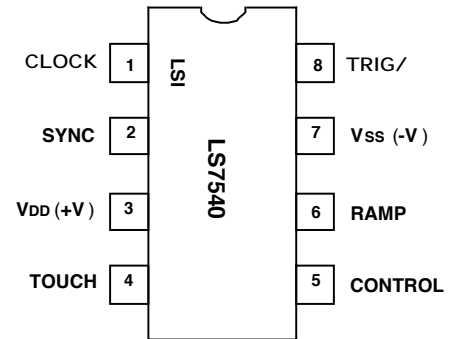 CLOCK 1 LSI 8 TRIG/
SYNC 2 7 VSS (-V )
LS7540
VDD (+V ) 3 6 RAMP
TOUCH 4 5 CONTROL